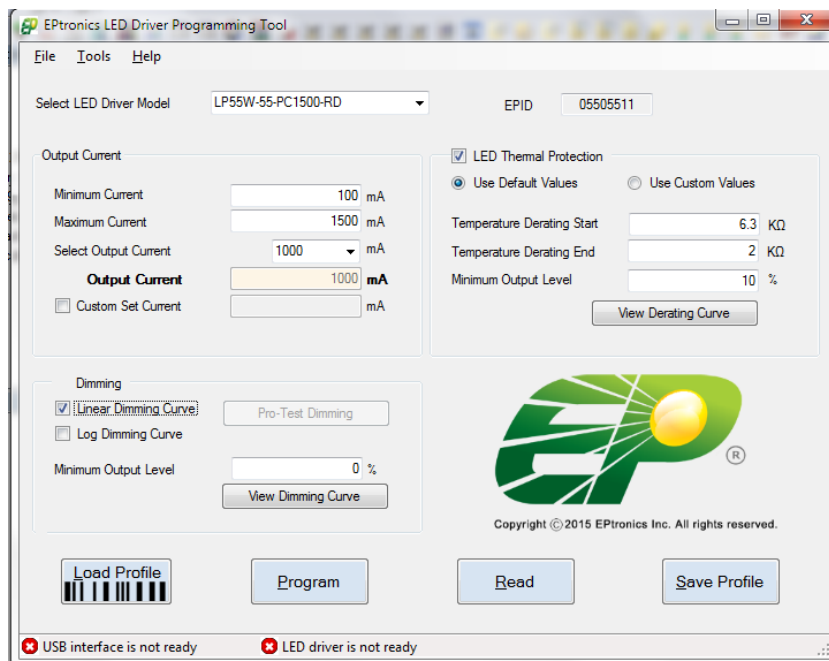 EPtronics LED Driver Programming Tool
File Tools Help
Select LED Driver Model LP55W-55-PC1500-RD EPID 05505511
Output Current
Minimum Current 100 mA
Maximum Current 1500 mA
Select Output Current 1000 mA
Output Current 1000 mA
Custom Set Current mA
LED Thermal Protection
Use Default Values Use Custom Values
Temperature Derating Start 6.3 KΩ
Temperature Derating End 2 KΩ
Minimum Output Level 10 %
View Derating Curve
Dimming
Linear Dimming Curve Pro-Test Dimming
Log Dimming Curve
Minimum Output Level 0 %
View Dimming Curve
EP ®
Copyright ©2015 EPtronics Inc. All rights reserved.
Load Profile Program Read Save Profile
USB interface is not ready LED driver is not ready